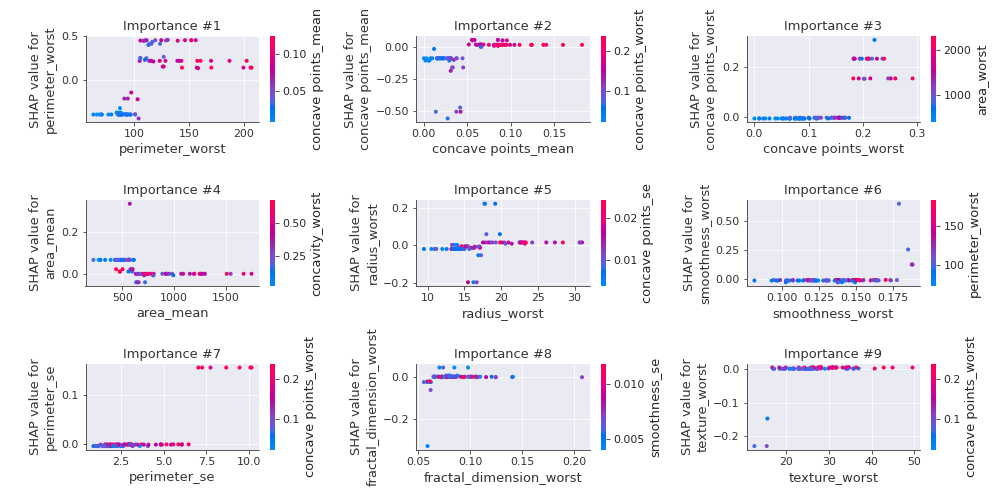 Importance #1
SHAP value for
perimeter_worst
0.5
0.0
100
150
200
perimeter_worst
0.10
0.05
concave points_mean
Importance #2
SHAP value for
concave points_mean
0.00
−0.25
−0.50
0.00
0.05
0.10
0.15
concave points_mean
0.2
0.1
concave points_worst
Importance #3
SHAP value for
concave points_worst
0.2
0.0
0.0
0.1
0.2
0.3
concave points_worst
2000
1000
area_worst
Importance #4
SHAP value for
area_mean
0.2
0.0
500
1000
1500
area_mean
0.50
0.25
concavity_worst
Importance #5
SHAP value for
radius_worst
0.2
0.0
−0.2
10
15
20
25
30
radius_worst
0.02
0.01
concave points_se
Importance #6
SHAP value for
smoothness_worst
0.50
0.25
0.00
0.100
0.125
0.150
0.175
smoothness_worst
150
100
perimeter_worst
Importance #7
SHAP value for
perimeter_se
0.1
0.0
2.5
5.0
7.5
10.0
perimeter_se
0.2
0.1
concave points_worst
Importance #8
SHAP value for
fractal_dimension_worst
0.0
−0.2
0.05
0.10
0.15
0.20
fractal_dimension_worst
0.010
0.005
smoothness_se
Importance #9
SHAP value for
texture_worst
0.0
−0.1
−0.2
20
30
40
50
texture_worst
0.2
0.1
concave points_worst